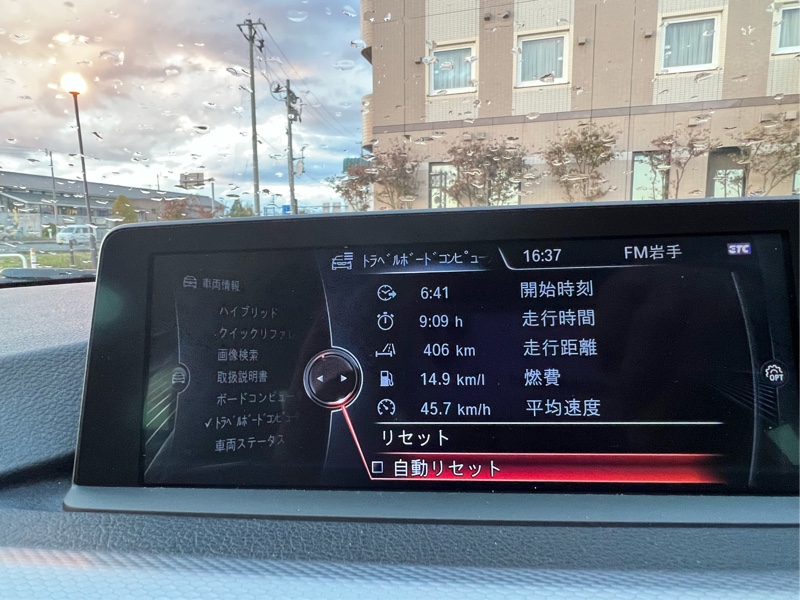 トラベルボードコンピュー
16:37
FM岩手
ETC
車両情報
ハイブリッド
クイックリファレ
画像検索
取扱説明書
ボードコンピュー
✓トラベルボードコンピュー
車両ステータス
6:41 開始時刻
9:09 h 走行時間
406 km 走行距離
14.9 km/l 燃費
45.7 km/h 平均速度
リセット
自動リセット
OPT